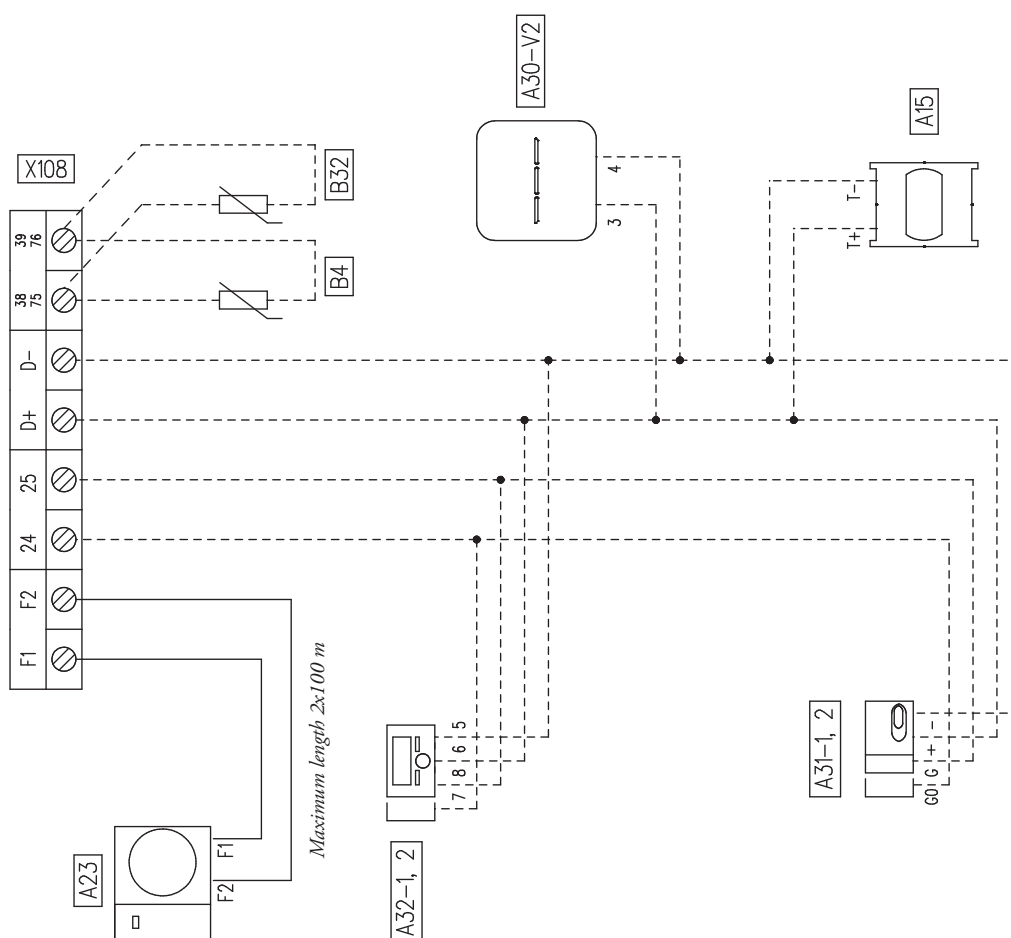 X108
39
76
38
75
D-
D+
25
24
F2
F1
B32
B4
A30-V2
4
3
A15
T-
T+
Maximum length 2x100 m
A23
F1
F2
A32-1, 2
5
6
8
7
A31-1, 2
-
+
G
G0